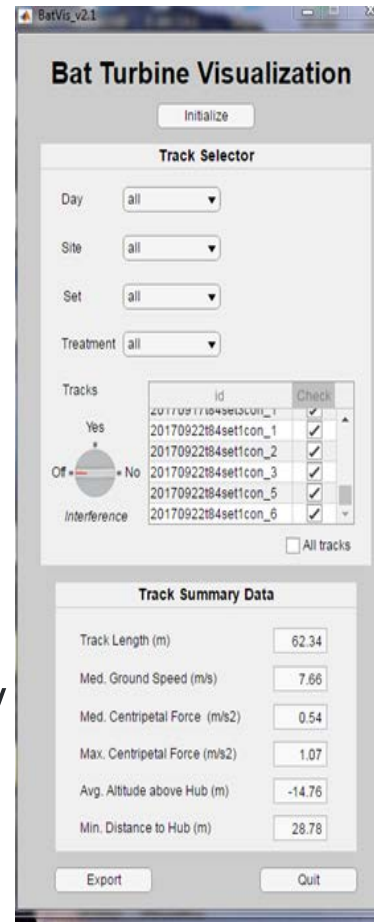 BatVis_v2.1
Bat Turbine Visualization
Initialize
Track Selector
Day all
Site all
Set all
Treatment all
Tracks
id Check
20170917t84set3con_1
Yes
20170922t84set1con_1
20170922t84set1con_2
Off No
20170922t84set1con_3
20170922t84set1con_5
Interference
20170922t84set1con_6
All tracks
Track Summary Data
Track Length (m) 62.34
Med. Ground Speed (m/s) 7.66
Med. Centripetal Force (m/s2) 0.54
Max. Centripetal Force (m/s2) 1.07
Avg. Altitude above Hub (m) -14.76
Min. Distance to Hub (m) 28.78
Export Quit